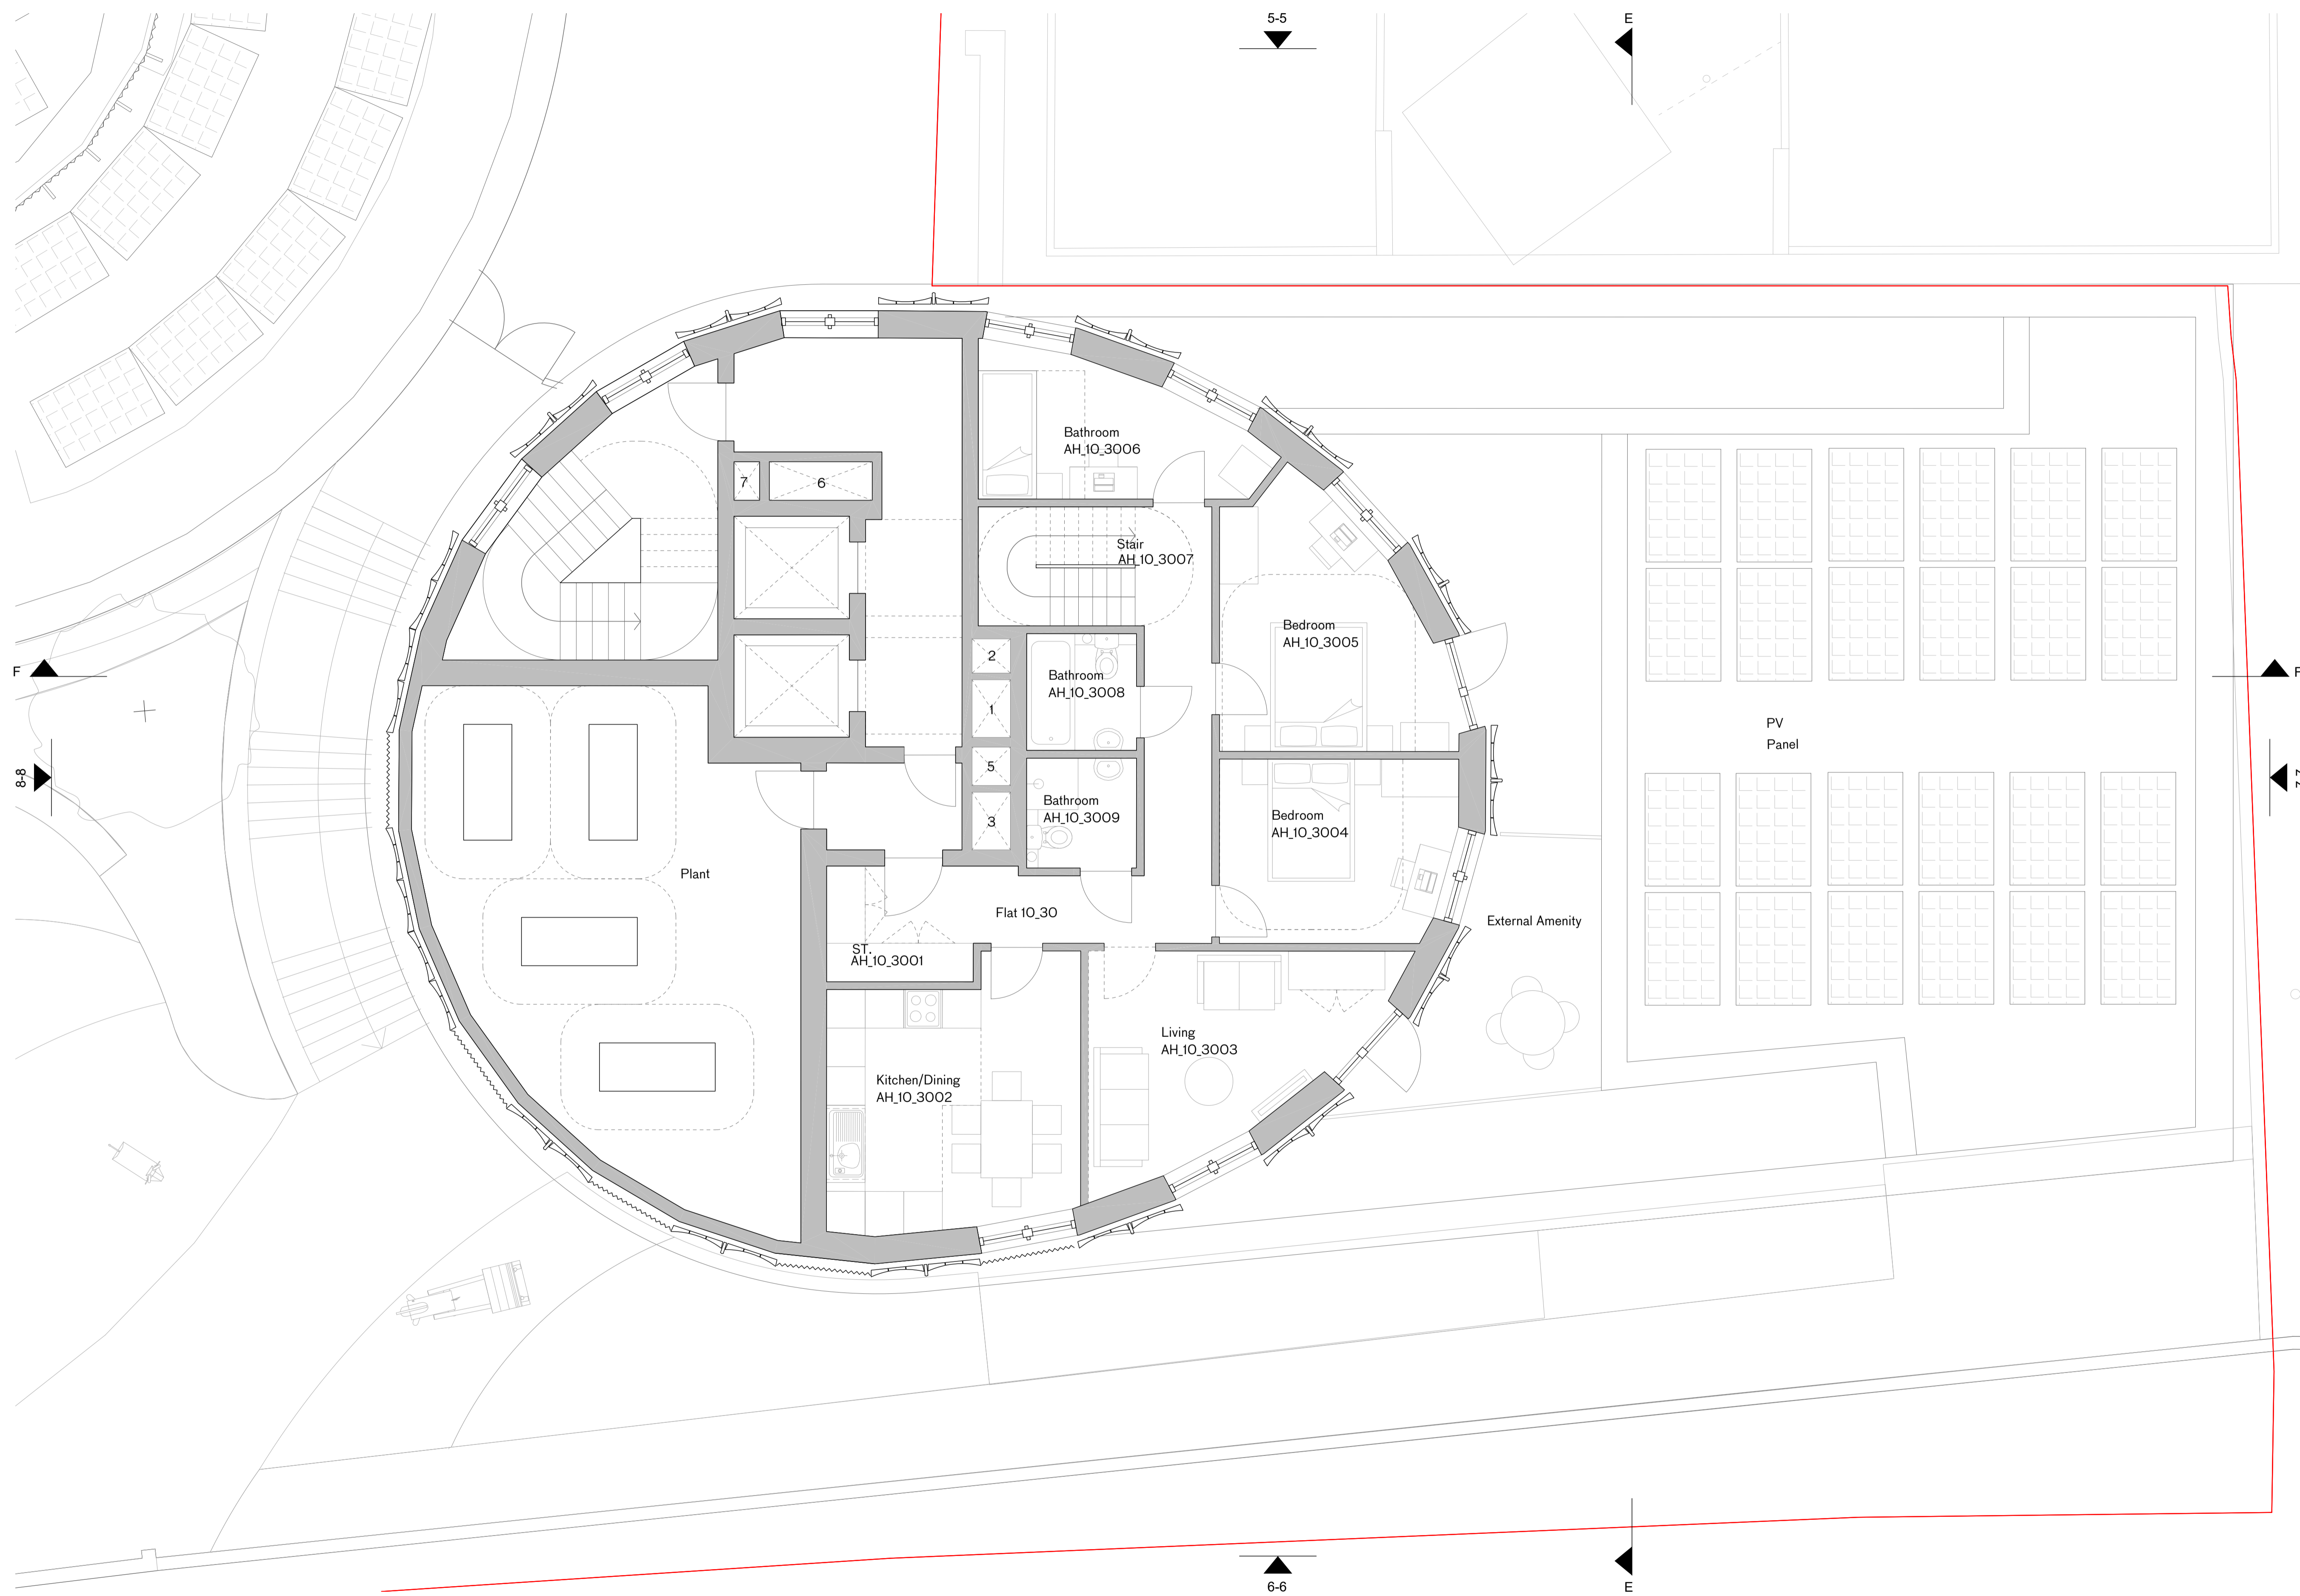 5-5
E
Bathroom
AH_10_3006
7
6
Stair
AH_10_3007
Bedroom
AH_10_3005
2
Bathroom
AH_10_3008
F
1
PV
Panel
5
8-8
Bathroom
AH_10_3009
3
Bedroom
AH_10_3004
Plant
Flat 10_30
External Amenity
ST.
AH_10_3001
Living
AH_10_3003
Kitchen/Dining
AH_10_3002
6-6
E